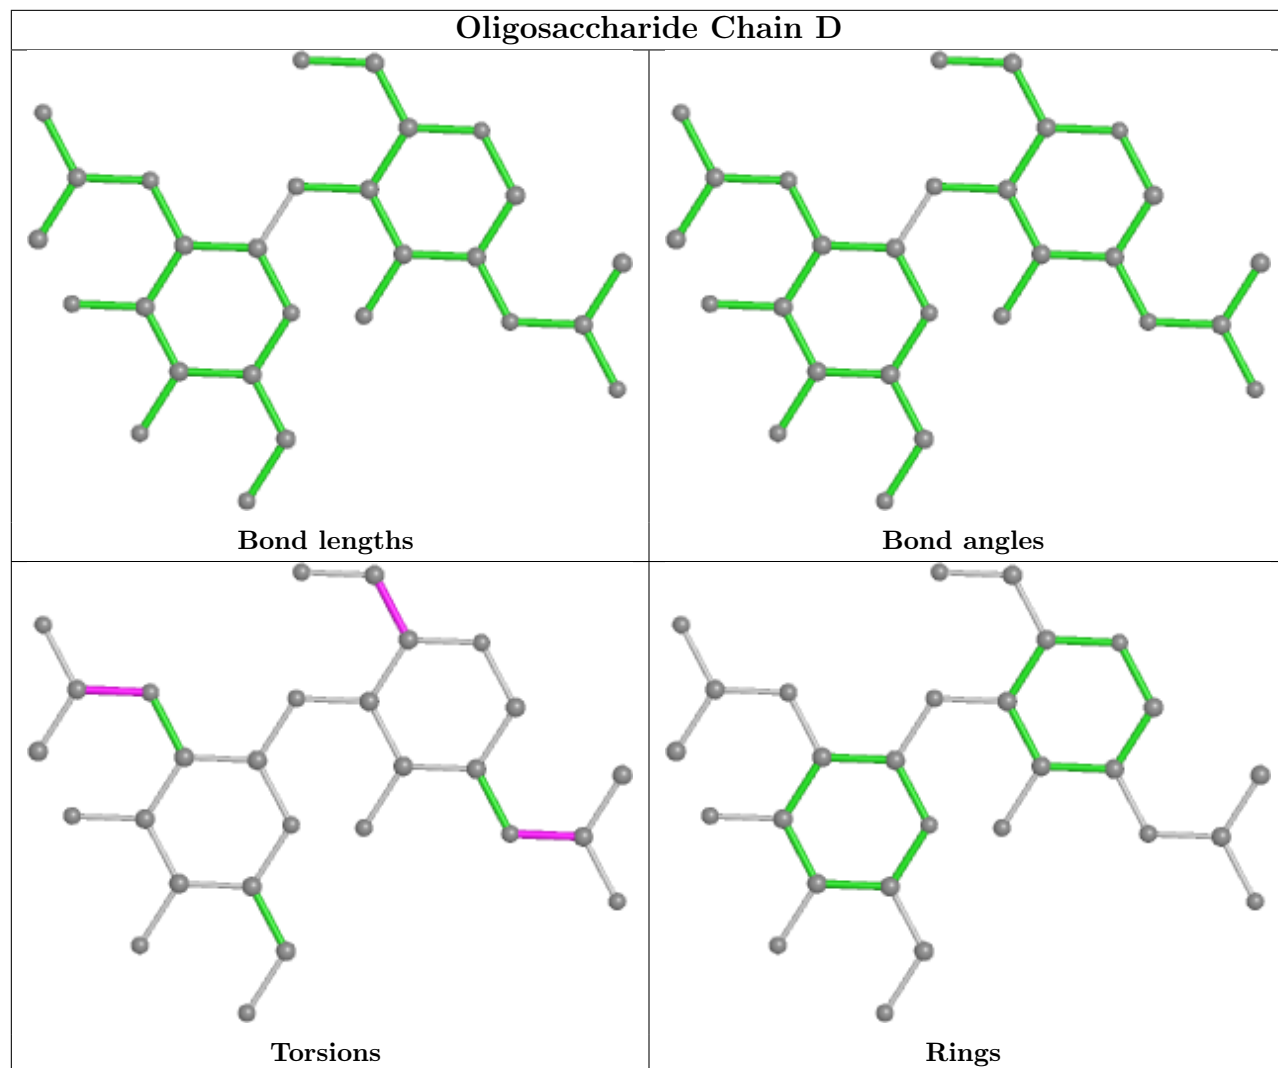 Oligosaccharide Chain D
Bond lengths
Bond angles
Torsions
Rings